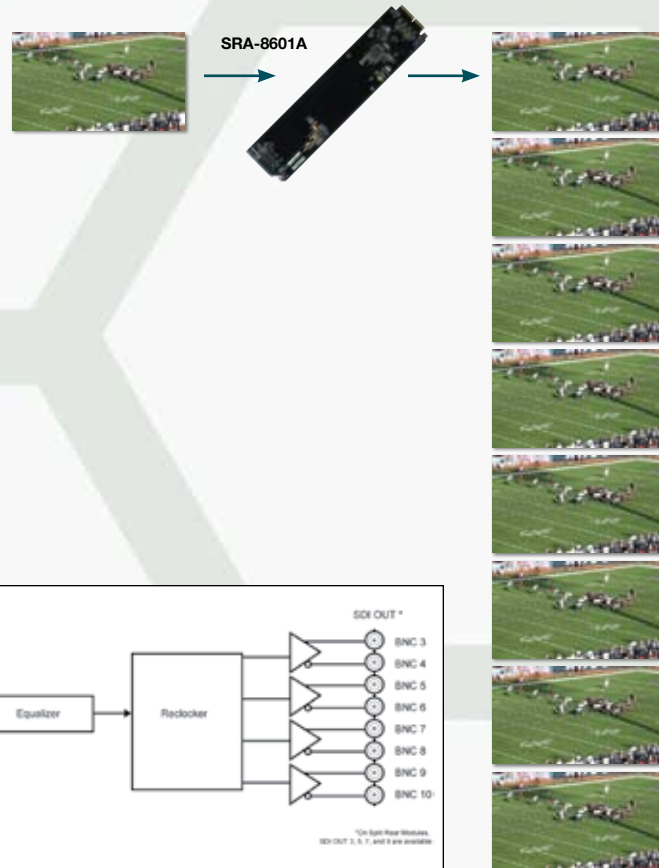 SRA-8601A
SDI OUT *
BNC 3
BNC 4
BNC 5
BNC 6
Equalizer
Reclocker
BNC 7
BNC 8
BNC 9
BNC 10
*On Split Rear Modules,
SDI OUT 3, 5, 7, and 9 are available